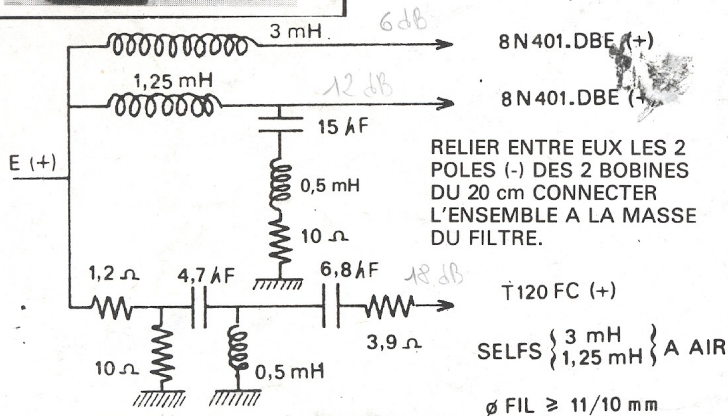 3 mH
6 dB
8N401.DBE (+)
1,25 mH
12 dB
8N401.DBE (+)
15 µF
E (+)
0,5 mH
10 Ω
RELIER ENTRE EUX LES 2
POLES (-) DES 2 BOBINES
DU 20 cm CONNECTER
L'ENSEMBLE A LA MASSE
DU FILTRE.
1,2 Ω
4,7 µF
6,8 µF
18 dB
T120 FC (+)
10 Ω
0,5 mH
3,9 Ω
SELFS { 3 mH
1,25 mH } A AIR
ø FIL ≥ 11/10 mm